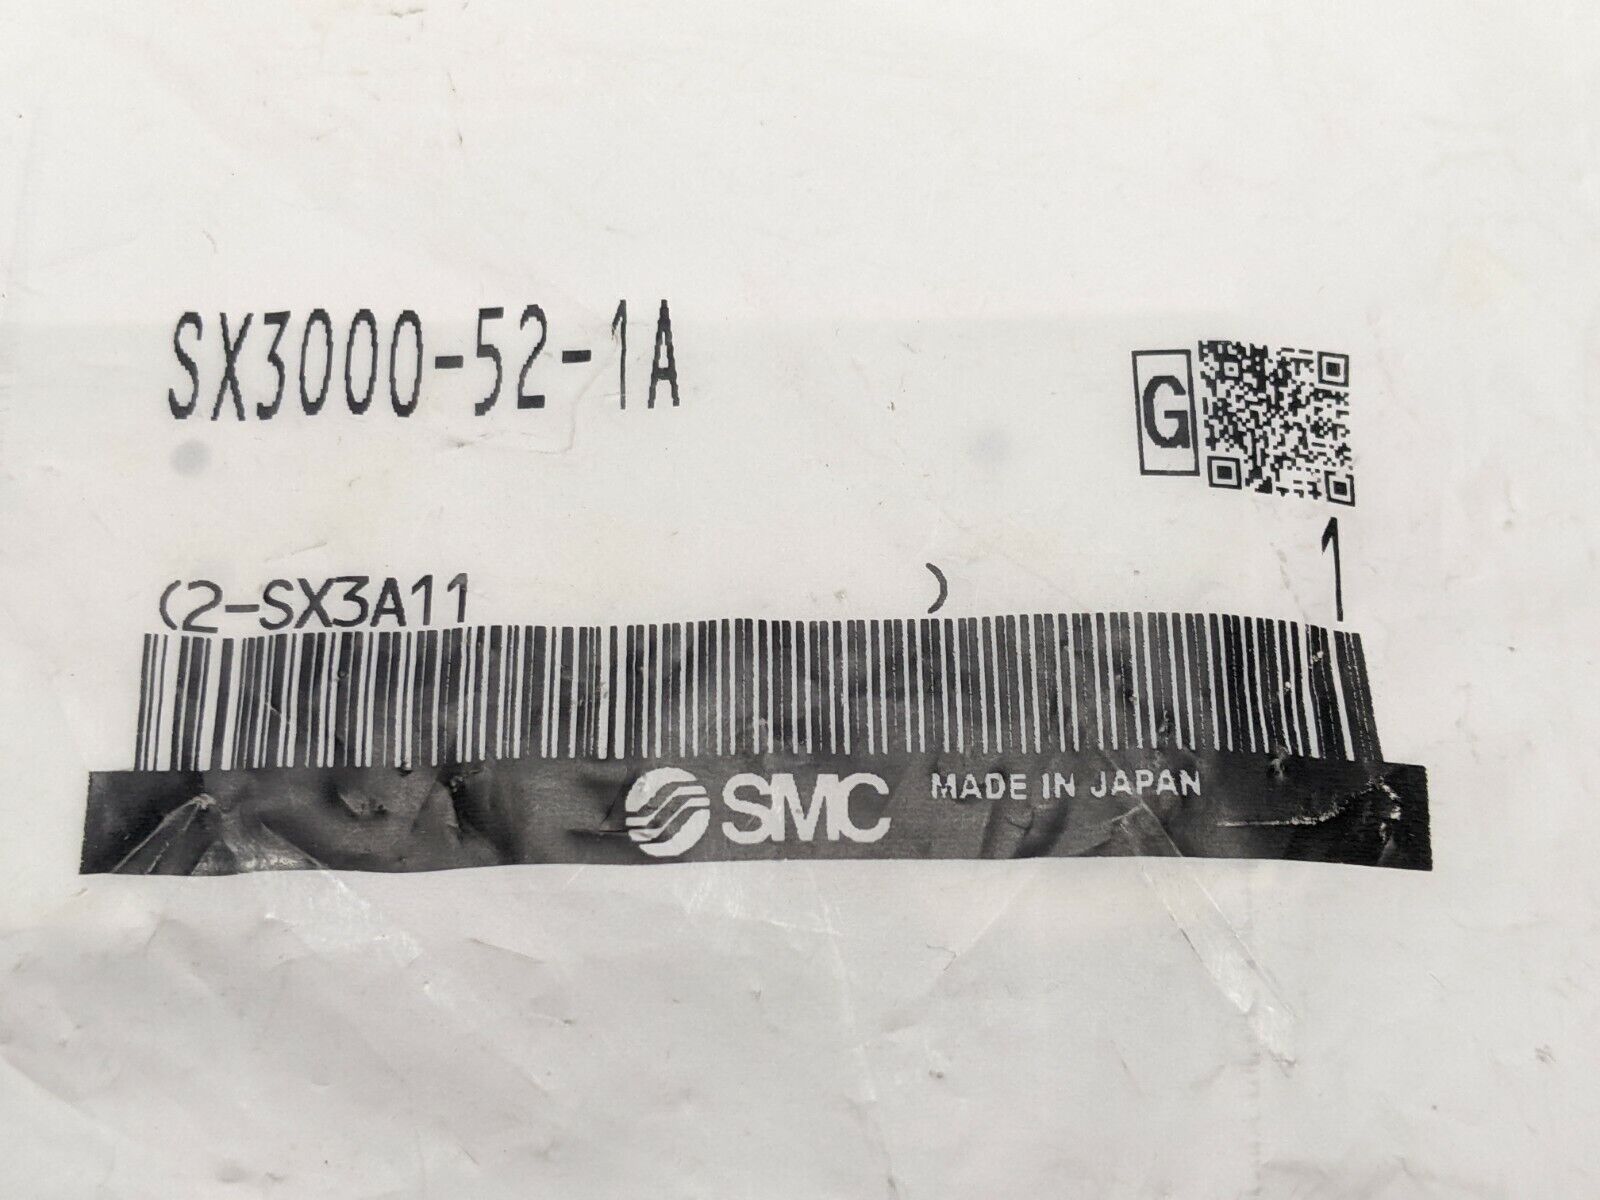 SX3000-52-1A
G
1
(2-SX3A11 )
SMC MADE IN JAPAN